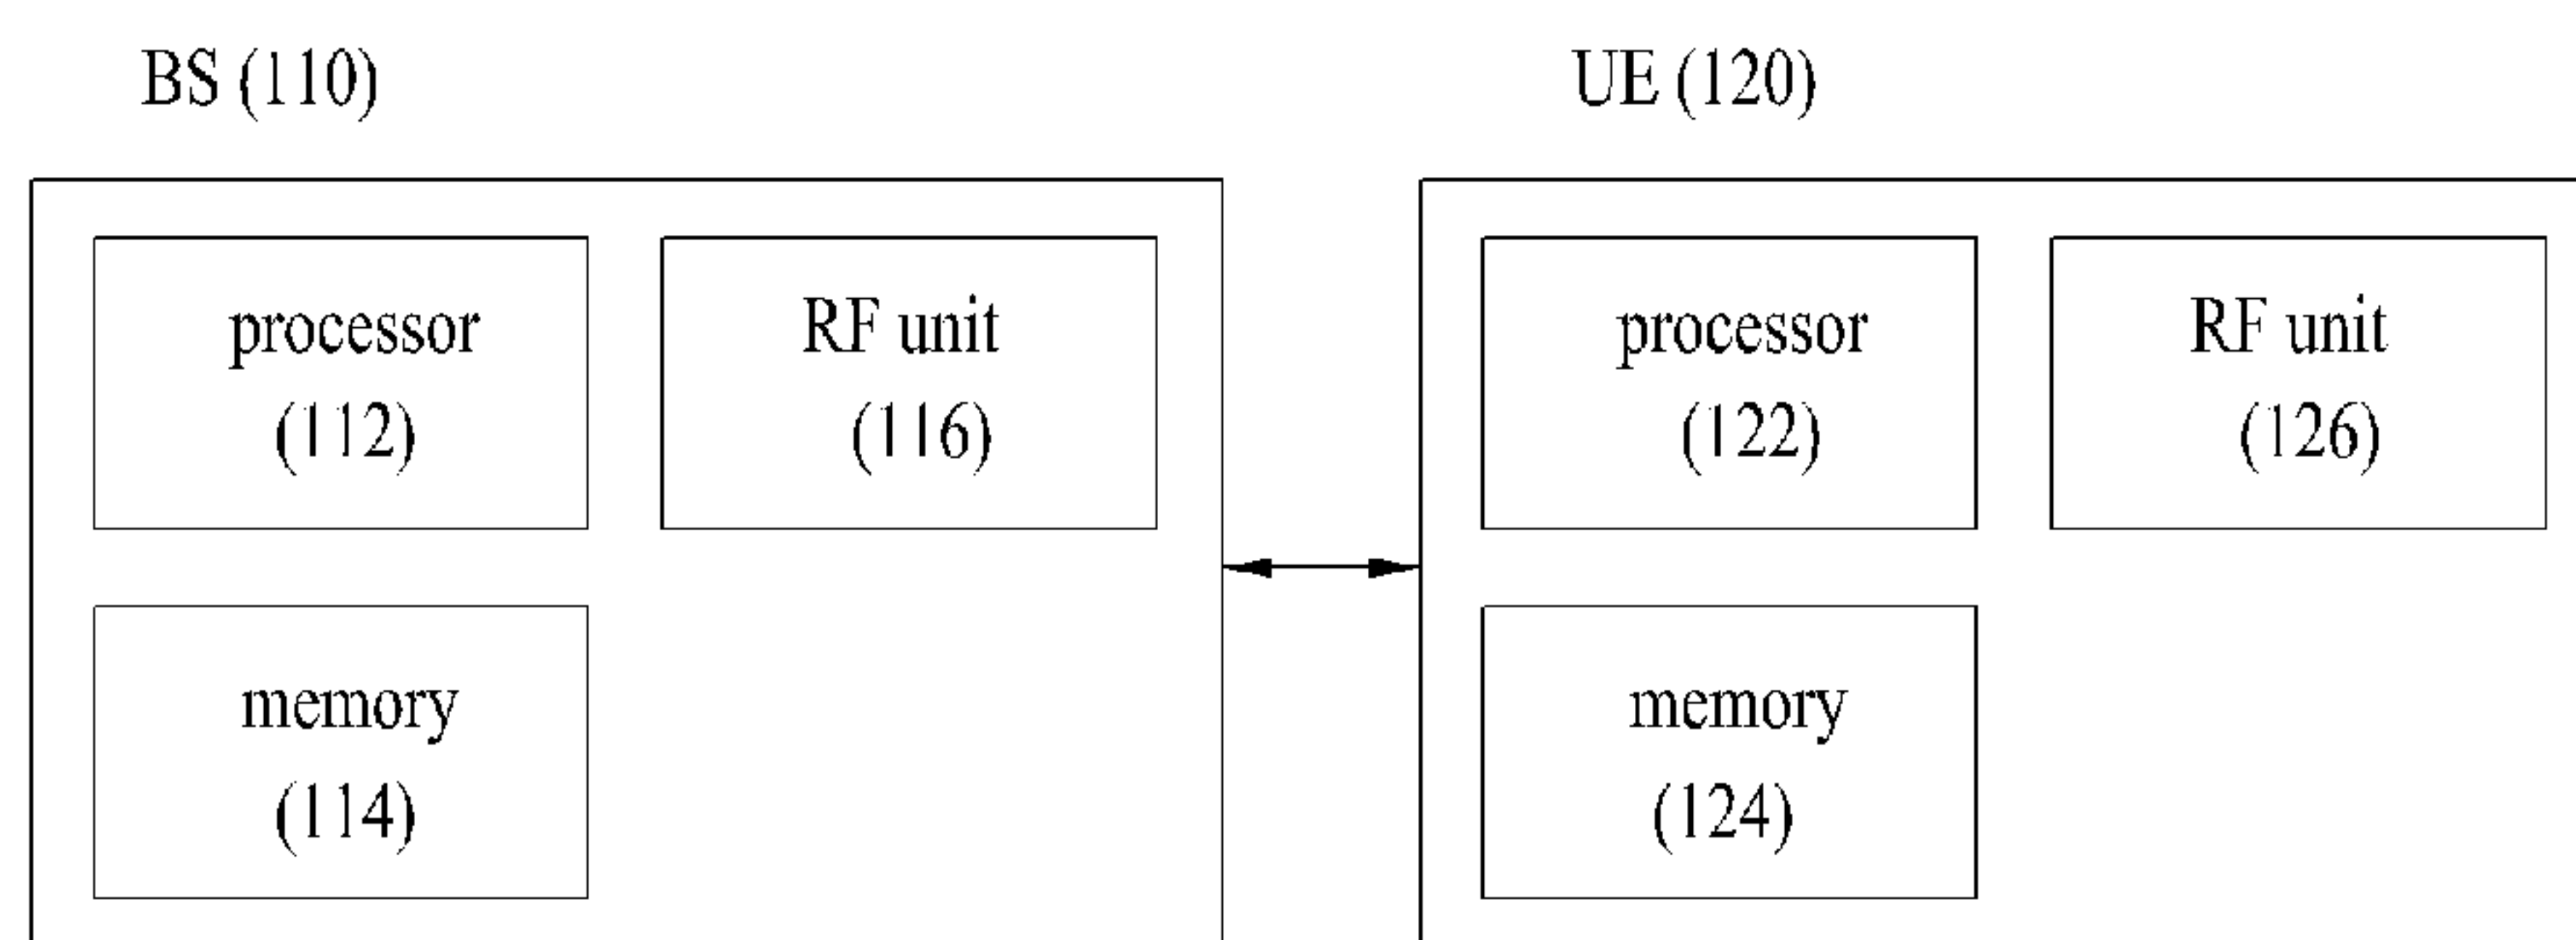 BS (110)
UE (120)
processor
(112)
RF unit
(116)
processor
(122)
RF unit
(126)
memory
(114)
memory
(124)